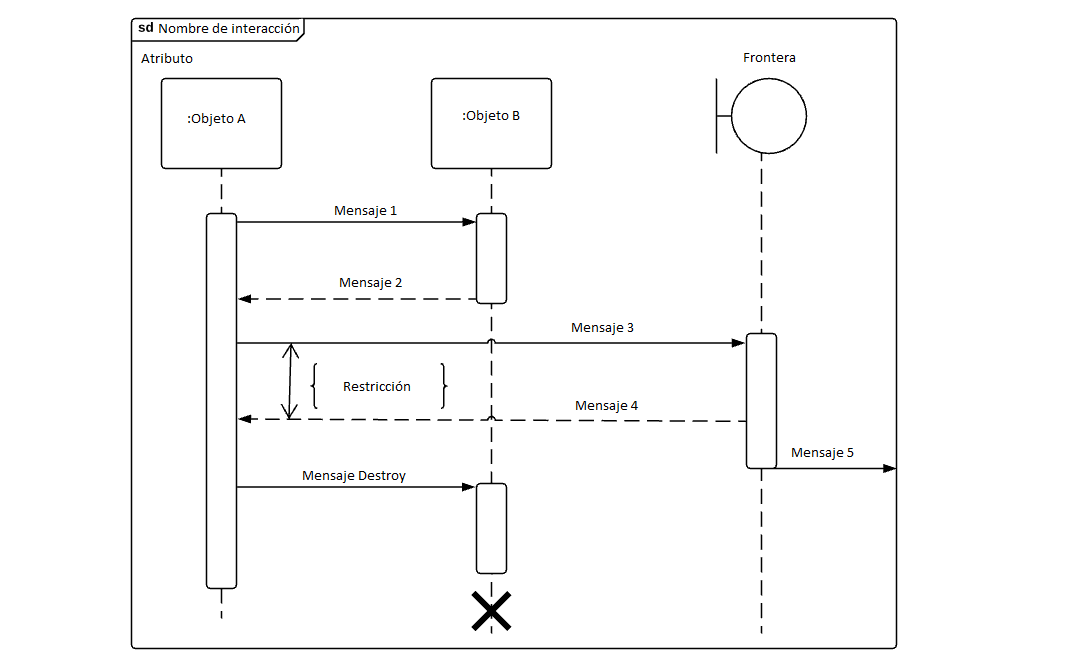 sd Nombre de interacción
Atributo
Frontera
:Objeto A
:Objeto B
Mensaje 1
Mensaje 2
Mensaje 3
{ Restricción }
Mensaje 4
Mensaje 5
Mensaje Destroy